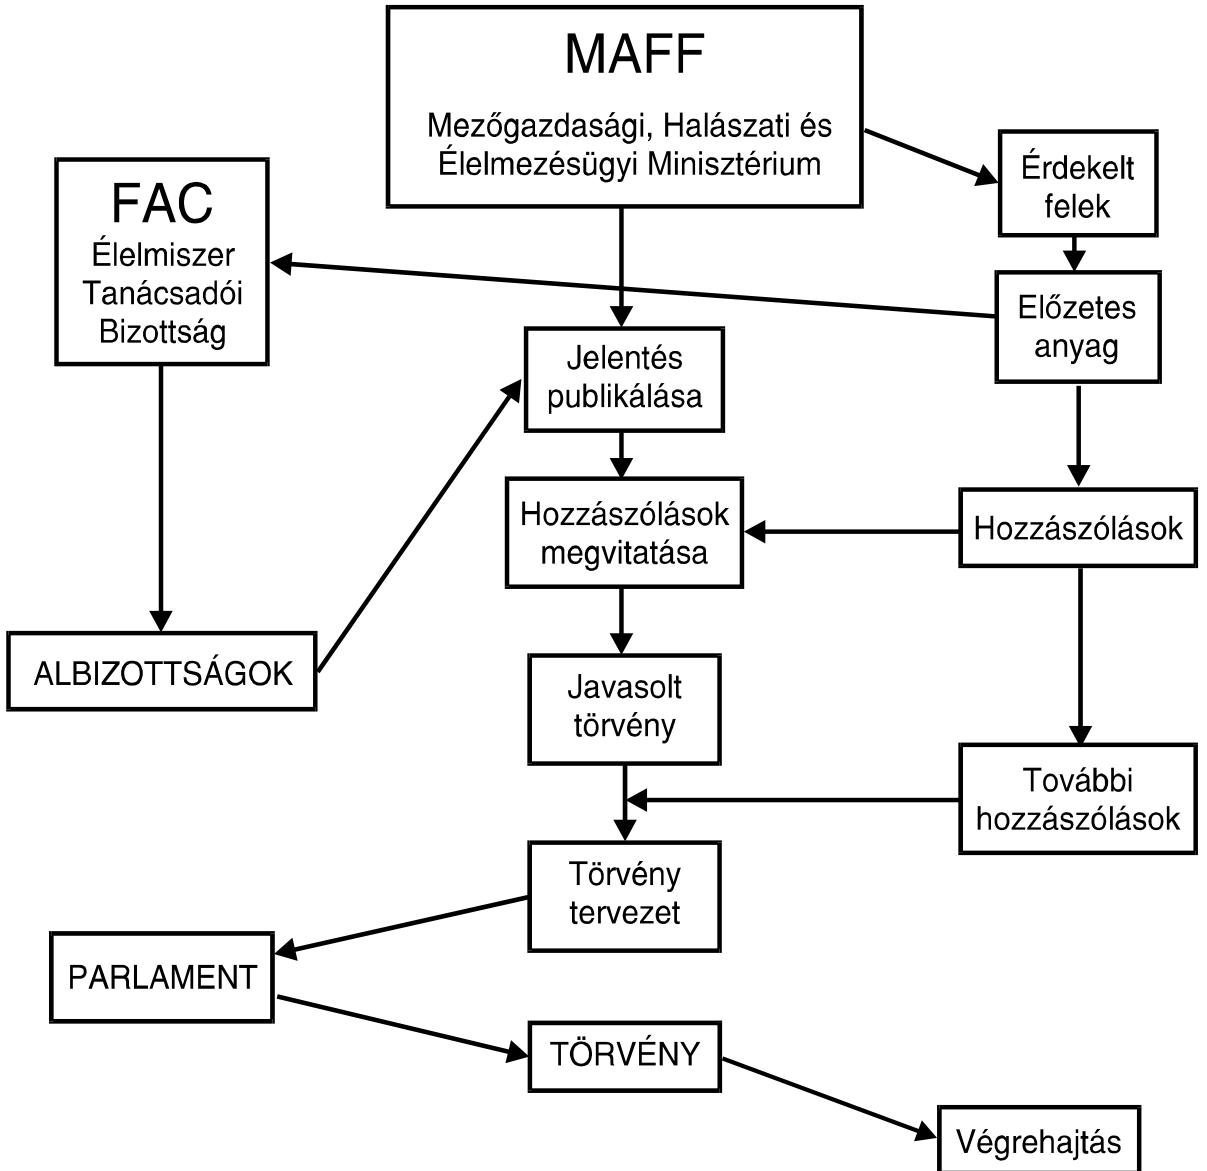 MAFF
Mezőgazdasági, Halászati és
Élelmezésügyi Minisztérium
Érdekelt
felek
FAC
Élelmiszer
Tanácsadói
Bizottság
Előzetes
anyag
Jelentés
publikálása
Hozzászólások
megvitatása
Hozzászólások
ALBIZOTTSÁGOK
Javasolt
törvény
További
hozzászólások
Törvény
tervezet
PARLAMENT
TÖRVÉNY
Végrehajtás